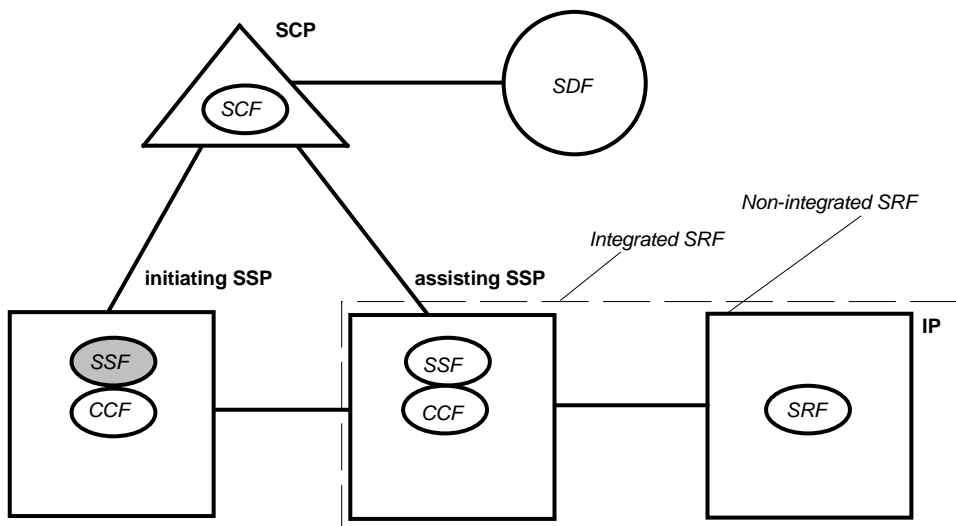 SCP
SDF
SCF
Non-integrated SRF
Integrated SRF
initiating SSP
assisting SSP
IP
SSF
SSF
CCF
CCF
SRF